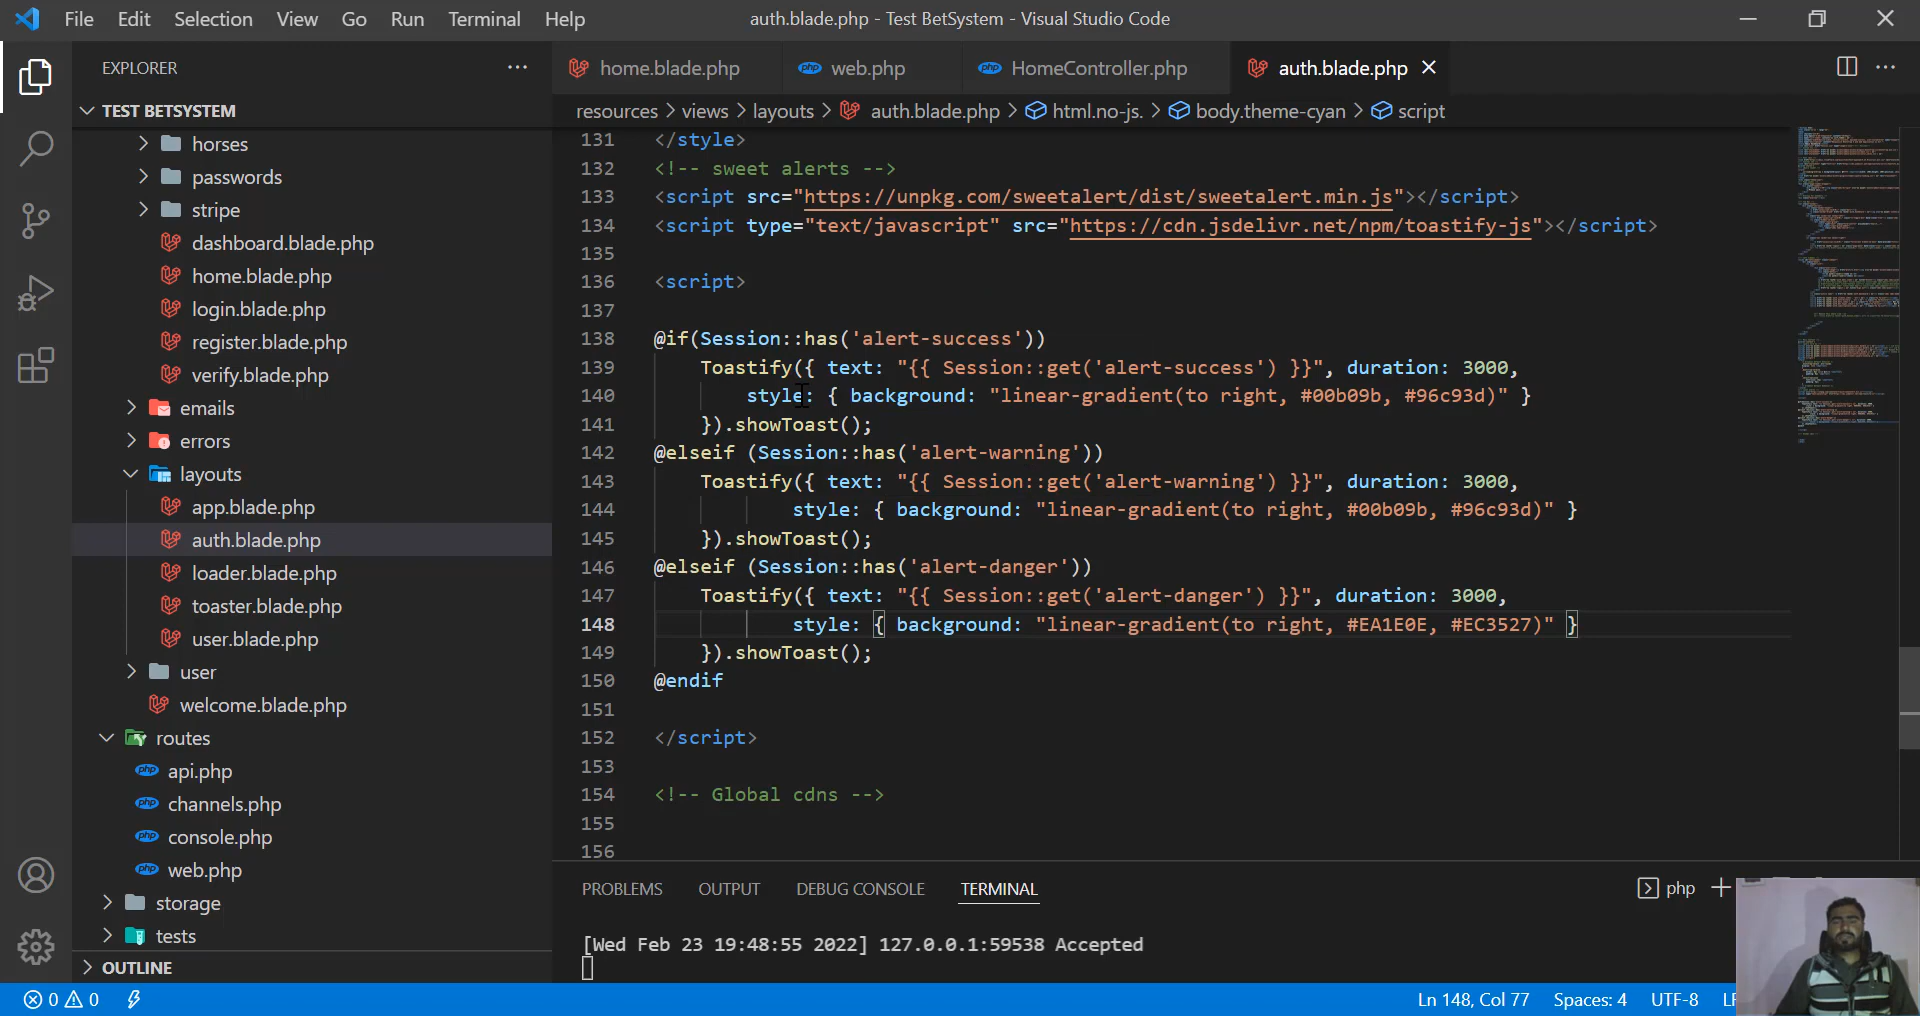 File Edit Selection View Go Run Terminal Help
auth.blade.php - Test BetSystem - Visual Studio Code
EXPLORER
TEST BETSYSTEM
horses
passwords
stripe
dashboard.blade.php
home.blade.php
login.blade.php
register.blade.php
verify.blade.php
emails
errors
layouts
app.blade.php
auth.blade.php
loader.blade.php
toaster.blade.php
user.blade.php
user
welcome.blade.php
routes
api.php
channels.php
console.php
web.php
storage
tests
OUTLINE
home.blade.php web.php HomeController.php auth.blade.php
resources > views > layouts > auth.blade.php > html.no-js. > body.theme-cyan > script
131 </style>
132 <!-- sweet alerts -->
133 <script src="https://unpkg.com/sweetalert/dist/sweetalert.min.js"></script>
134 <script type="text/javascript" src="https://cdn.jsdelivr.net/npm/toastify-js"></script>
135
136 <script>
137
138 @if(Session::has('alert-success'))
139 Toastify({ text: "{{ Session::get('alert-success') }}", duration: 3000,
140 style: { background: "linear-gradient(to right, #00b09b, #96c93d)" }
141 }).showToast();
142 @elseif (Session::has('alert-warning'))
143 Toastify({ text: "{{ Session::get('alert-warning') }}", duration: 3000,
144 style: { background: "linear-gradient(to right, #00b09b, #96c93d)" }
145 }).showToast();
146 @elseif (Session::has('alert-danger'))
147 Toastify({ text: "{{ Session::get('alert-danger') }}", duration: 3000,
148 style: { background: "linear-gradient(to right, #EA1E0E, #EC3527)" }
149 }).showToast();
150 @endif
151
152 </script>
153
154 <!-- Global cdns -->
155
156
PROBLEMS OUTPUT DEBUG CONSOLE TERMINAL
php
[Wed Feb 23 19:48:55 2022] 127.0.0.1:59538 Accepted
0 0
Ln 148, Col 77 Spaces: 4 UTF-8